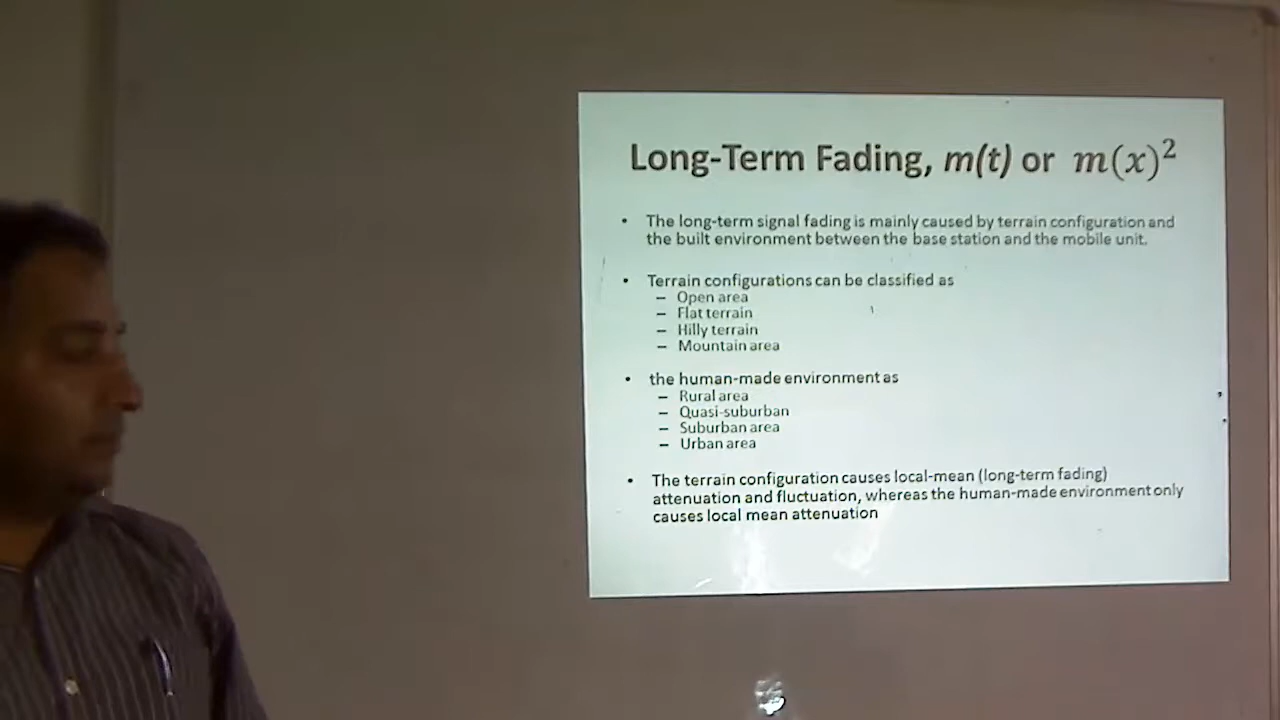 Long-Term Fading, m(t) or m(x)²
• The long-term signal fading is mainly caused by terrain configuration and
the built environment between the base station and the mobile unit.
• Terrain configurations can be classified as
– Open area
– Flat terrain
– Hilly terrain
– Mountain area
• the human-made environment as
– Rural area
– Quasi-suburban
– Suburban area
– Urban area
• The terrain configuration causes local-mean (long-term fading)
attenuation and fluctuation, whereas the human-made environment only
causes local mean attenuation